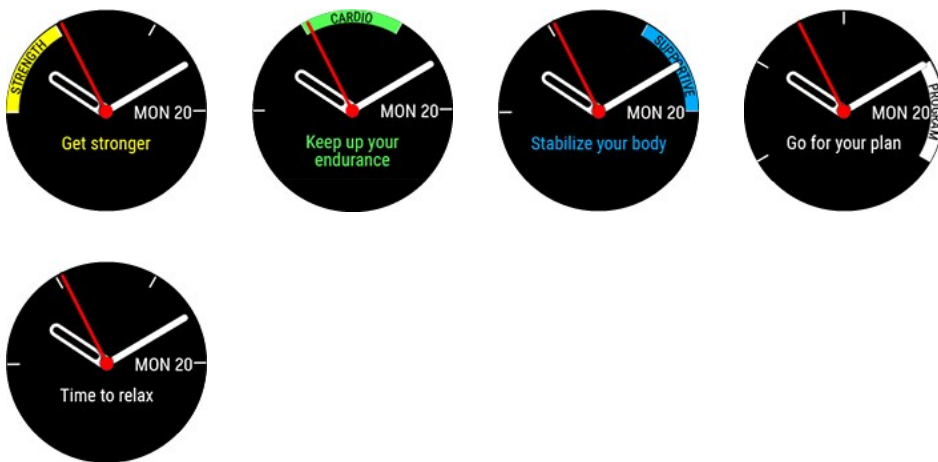 STRENGTH
MON 20
Get stronger
CARDIO
MON 20
Keep up your
endurance
SUPPORTIVE
MON 20
Stabilize your body
PROGRAM
MON 20
Go for your plan
MON 20
Time to relax